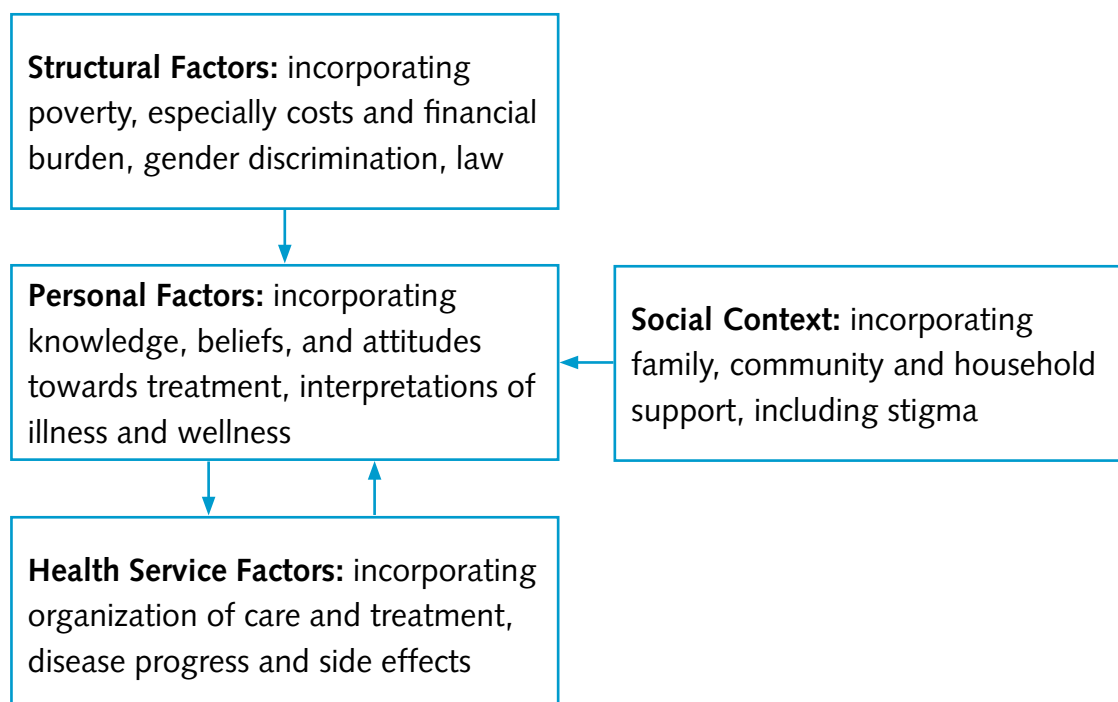 Structural Factors: incorporating
poverty, especially costs and financial
burden, gender discrimination, law
Personal Factors: incorporating
knowledge, beliefs, and attitudes
towards treatment, interpretations of
illness and wellness
Social Context: incorporating
family, community and household
support, including stigma
Health Service Factors: incorporating
organization of care and treatment,
disease progress and side effects